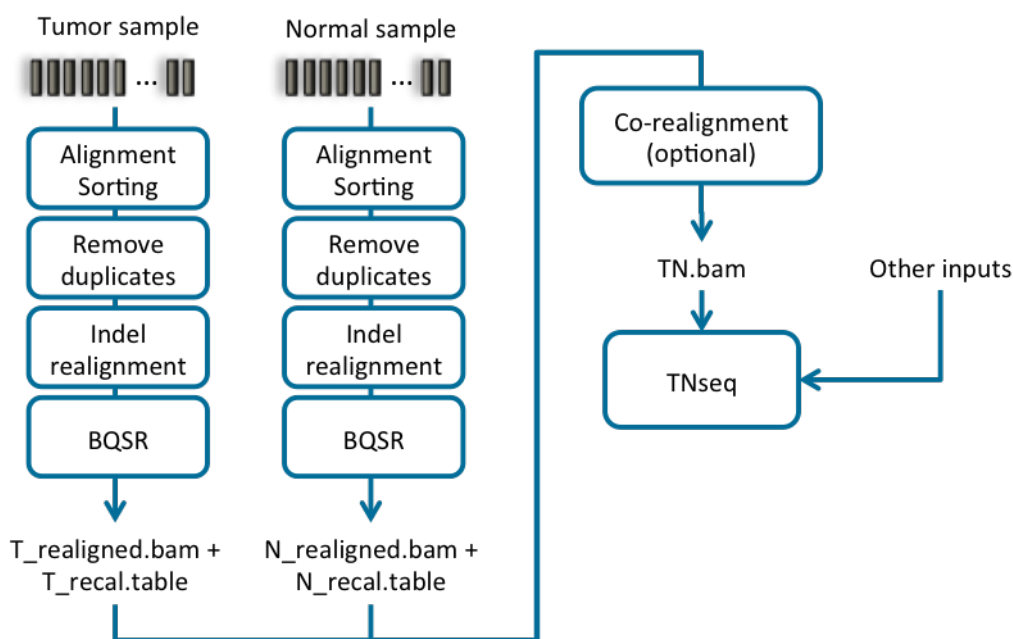 Tumor sample
...
Alignment
Sorting
Remove
duplicates
Indel
realignment
BQSR
T_realigned.bam +
T_recal.table
Normal sample
...
Alignment
Sorting
Remove
duplicates
Indel
realignment
BQSR
N_realigned.bam +
N_recal.table
Co-realignment
(optional)
TN.bam
Other inputs
TNseq